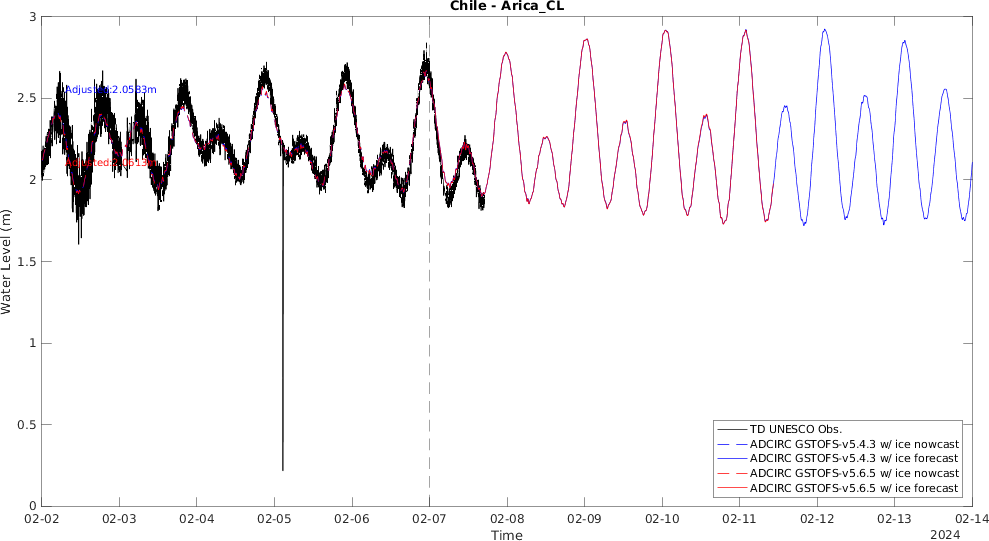 Chile - Arica_CL
3
2.5
2
1.5
1
0.5
0
Water Level (m)
Adjusted:2.0583m
TD UNESCO Obs.
ADCIRC GSTOFS-v5.4.3 w/ ice nowcast
ADCIRC GSTOFS-v5.4.3 w/ ice forecast
ADCIRC GSTOFS-v5.6.5 w/ ice nowcast
ADCIRC GSTOFS-v5.6.5 w/ ice forecast
02-02 02-03 02-04 02-05 02-06 02-07 02-08 02-09 02-10 02-11 02-12 02-13 02-14
Time
2024